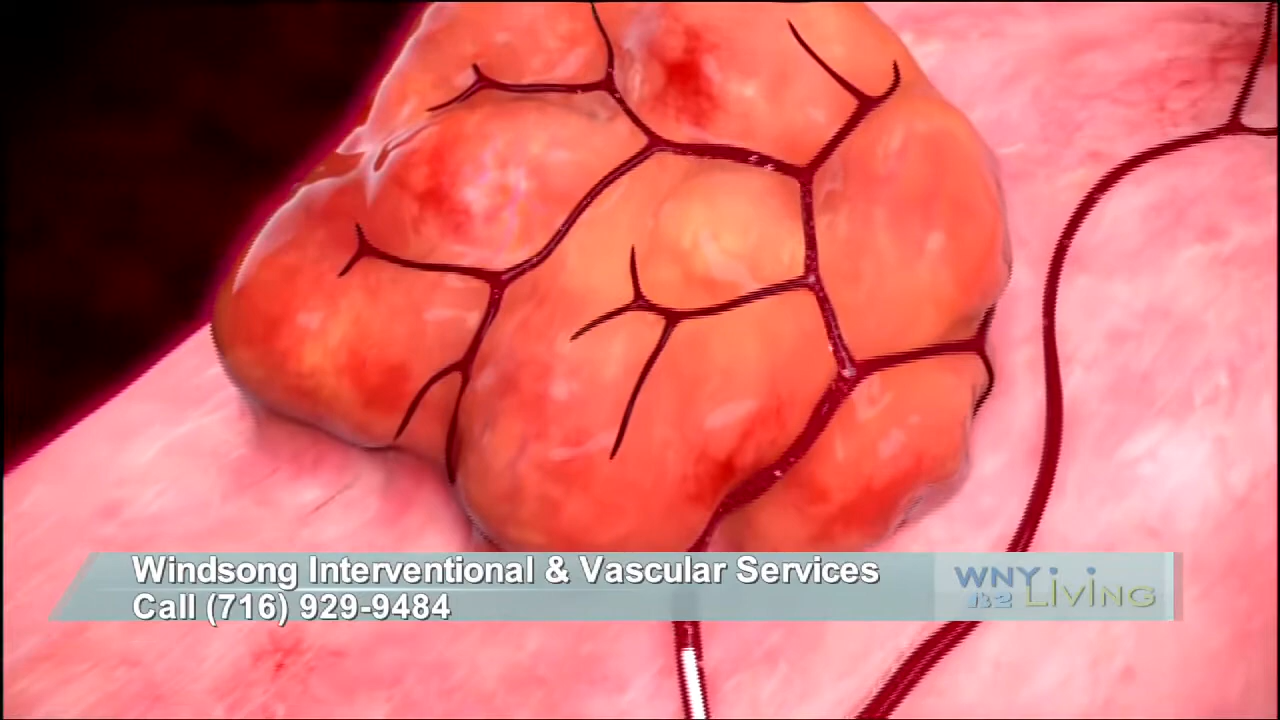 Windsong Interventional & Vascular Services
Call (716) 929-9484
WNY
LiViNG